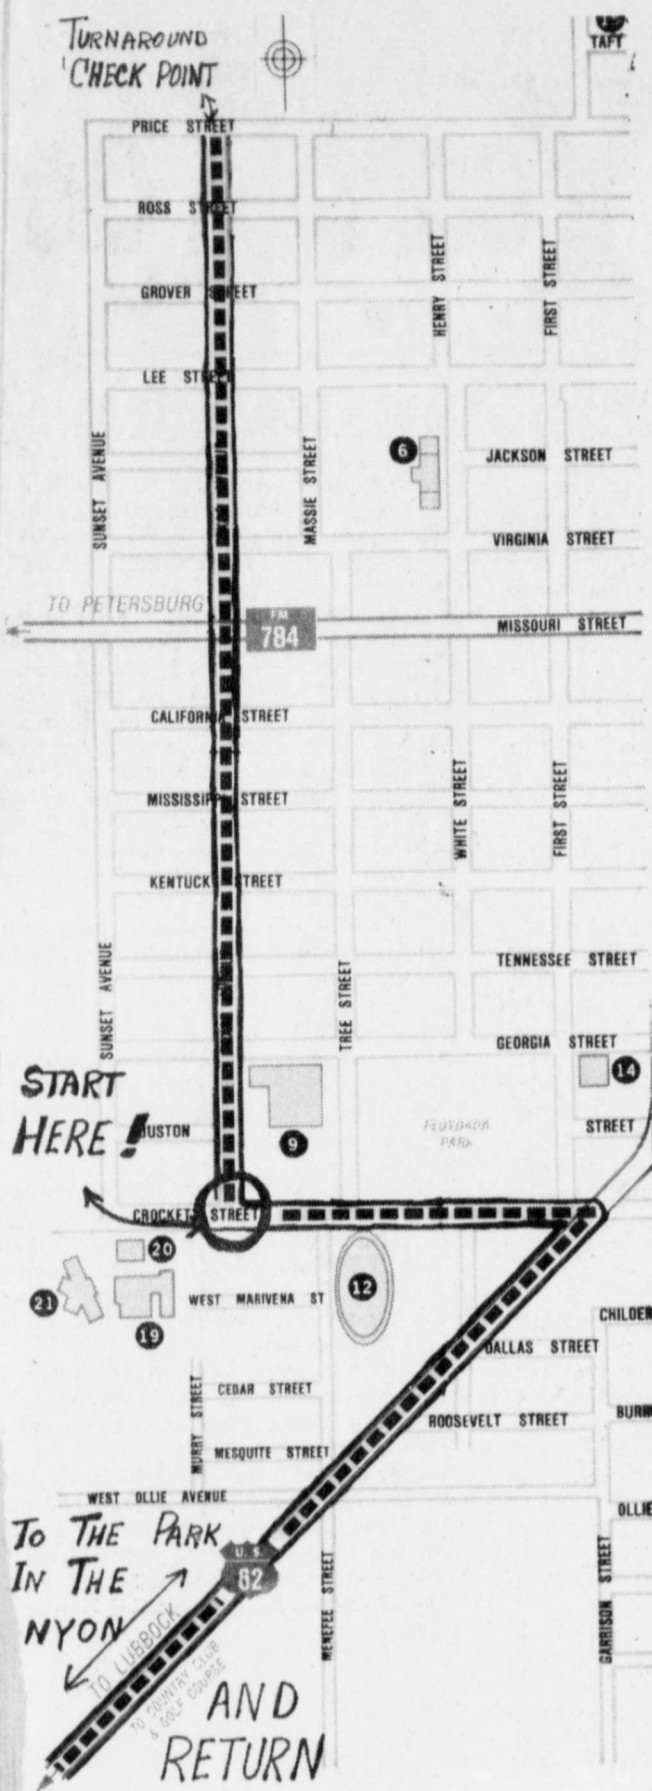 TURNAROUND
CHECK POINT
TAFT
PRICE STREET
ROSS STREET
GROVER STREET
HENRY STREET
FIRST STREET
LEE STREET
SUNSET AVENUE
MASSIE STREET
6
JACKSON STREET
VIRGINIA STREET
TO PETERSBURG
FM
784
MISSOURI STREET
CALIFORNIA STREET
MISSISSIPPI STREET
WHITE STREET
FIRST STREET
KENTUCK STREET
SUNSET AVENUE
TREE STREET
TENNESSEE STREET
GEORGIA STREET
START
HERE!
14
OUSTON
9
FLOYDADA
PARK
STREET
CROCKET STREET
20
21
19
WEST MARIVENA ST
12
CHILDER
DALLAS STREET
MURRY STREET
CEDAR STREET
ROOSEVELT STREET
BURR
MESQUITE STREET
WEST OLLIE AVENUE
OLLIE
TO THE PARK
IN THE
NYON
U S
62
MENEFEE STREET
GARRISON STREET
TO LUBBOCK
TO COUNTRY CLUB
& GOLF COURSE
AND
RETURN